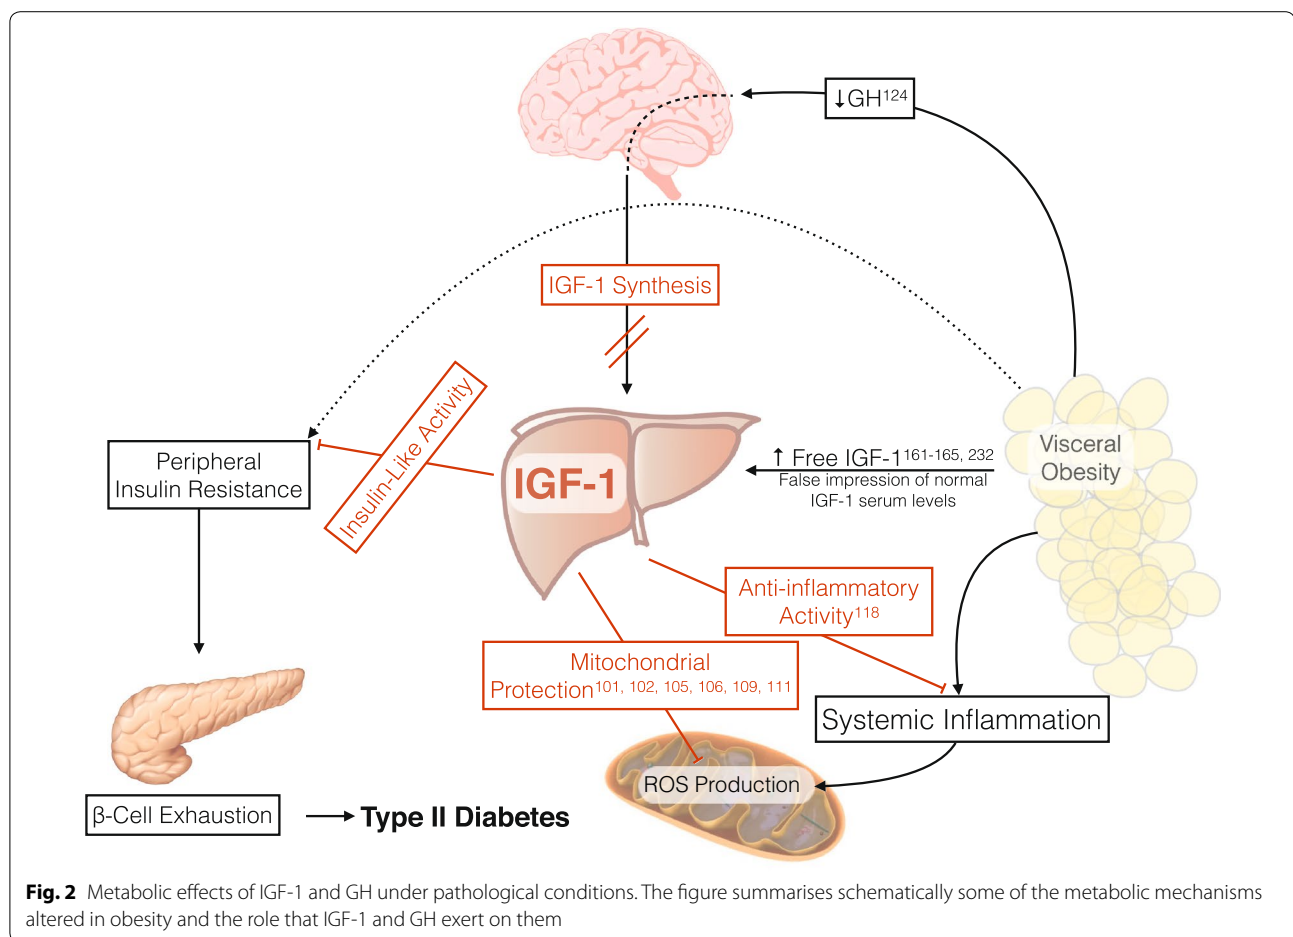 ↓GH124
IGF-1 Synthesis
Insulin-Like Activity
Peripheral
Insulin Resistance
IGF-1
↑ Free IGF-1161-165, 232
False impression of normal
IGF-1 serum levels
Visceral
Obesity
Anti-inflammatory
Activity118
Mitochondrial
Protection101, 102, 105, 106, 109, 111
Systemic Inflammation
ROS Production
β-Cell Exhaustion
Type II Diabetes
Fig. 2 Metabolic effects of IGF-1 and GH under pathological conditions. The figure summarises schematically some of the metabolic mechanisms
altered in obesity and the role that IGF-1 and GH exert on them